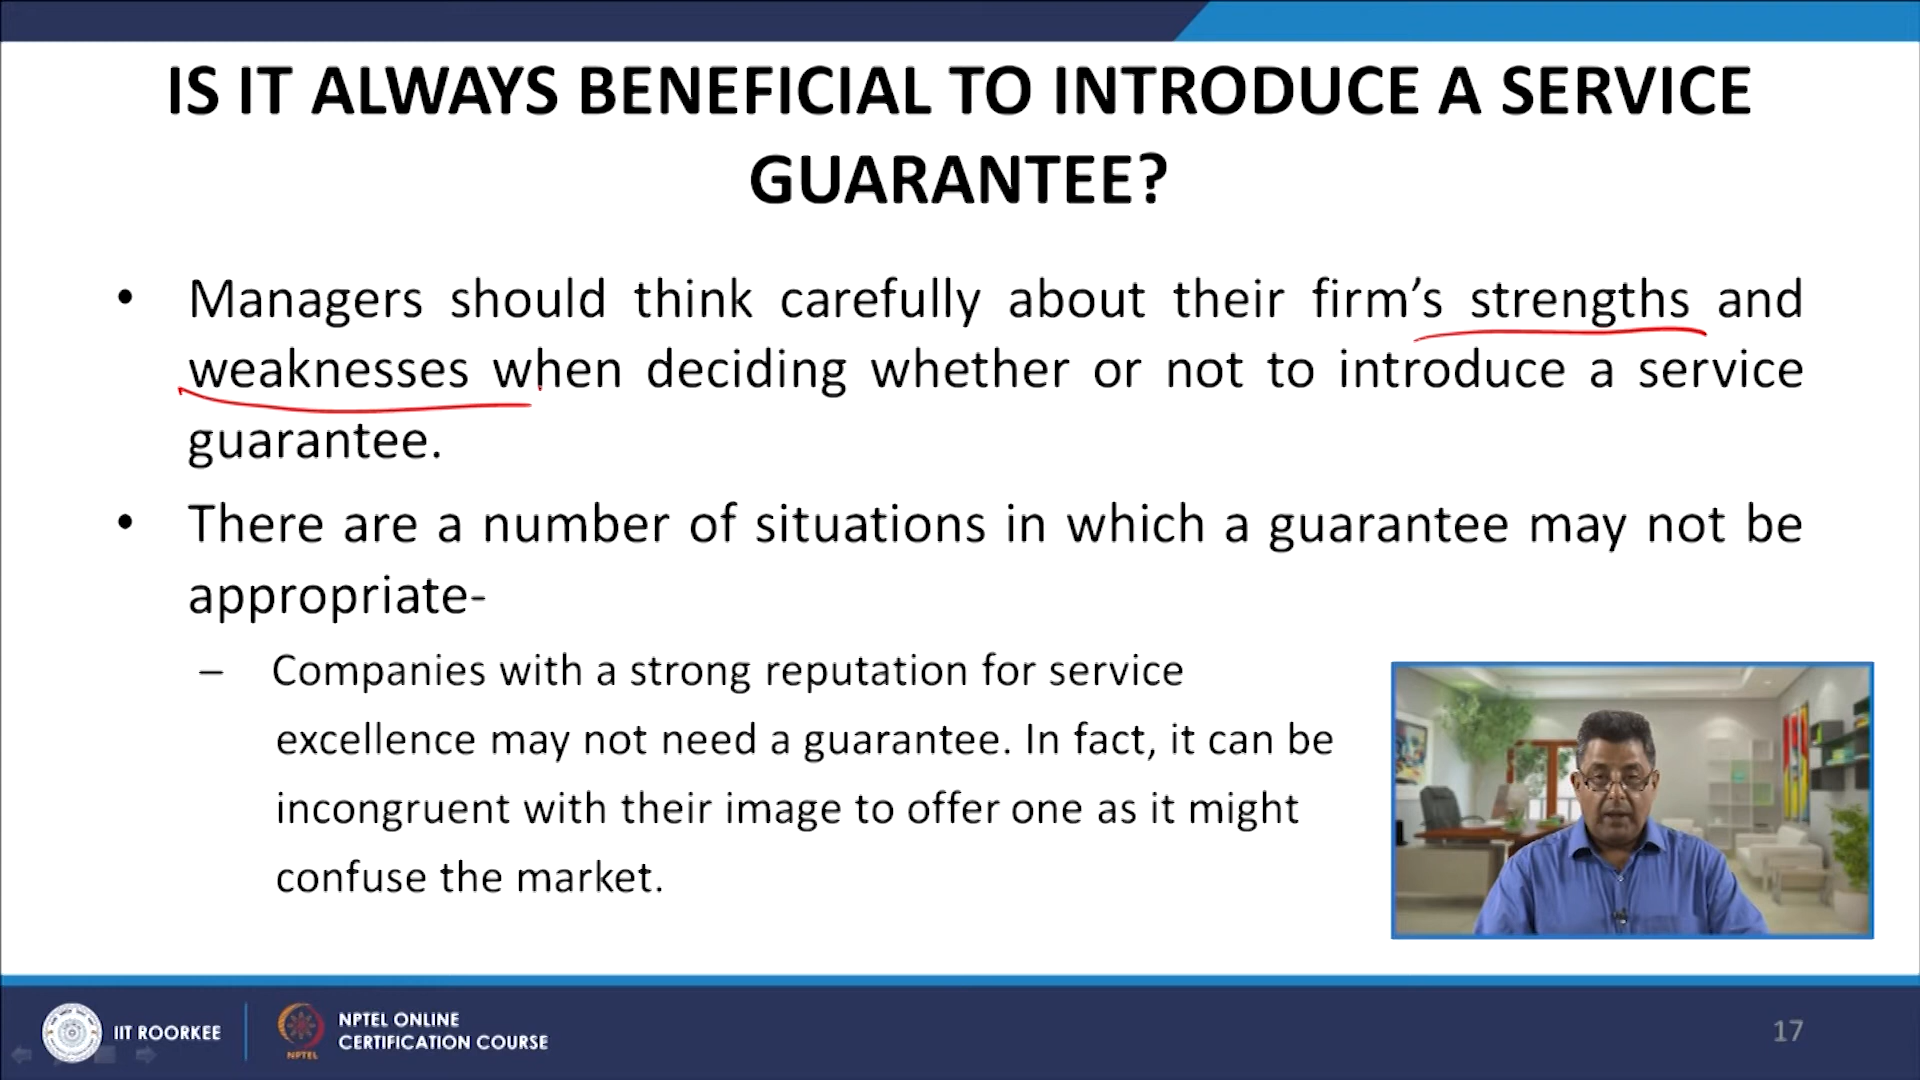 IS IT ALWAYS BENEFICIAL TO INTRODUCE A SERVICE
GUARANTEE?
• Managers should think carefully about their firm’s strengths and
weaknesses when deciding whether or not to introduce a service
guarantee.
• There are a number of situations in which a guarantee may not be
appropriate-
– Companies with a strong reputation for service
excellence may not need a guarantee. In fact, it can be
incongruent with their image to offer one as it might
confuse the market.
IIT ROORKEE
NPTEL
NPTEL ONLINE
CERTIFICATION COURSE
17